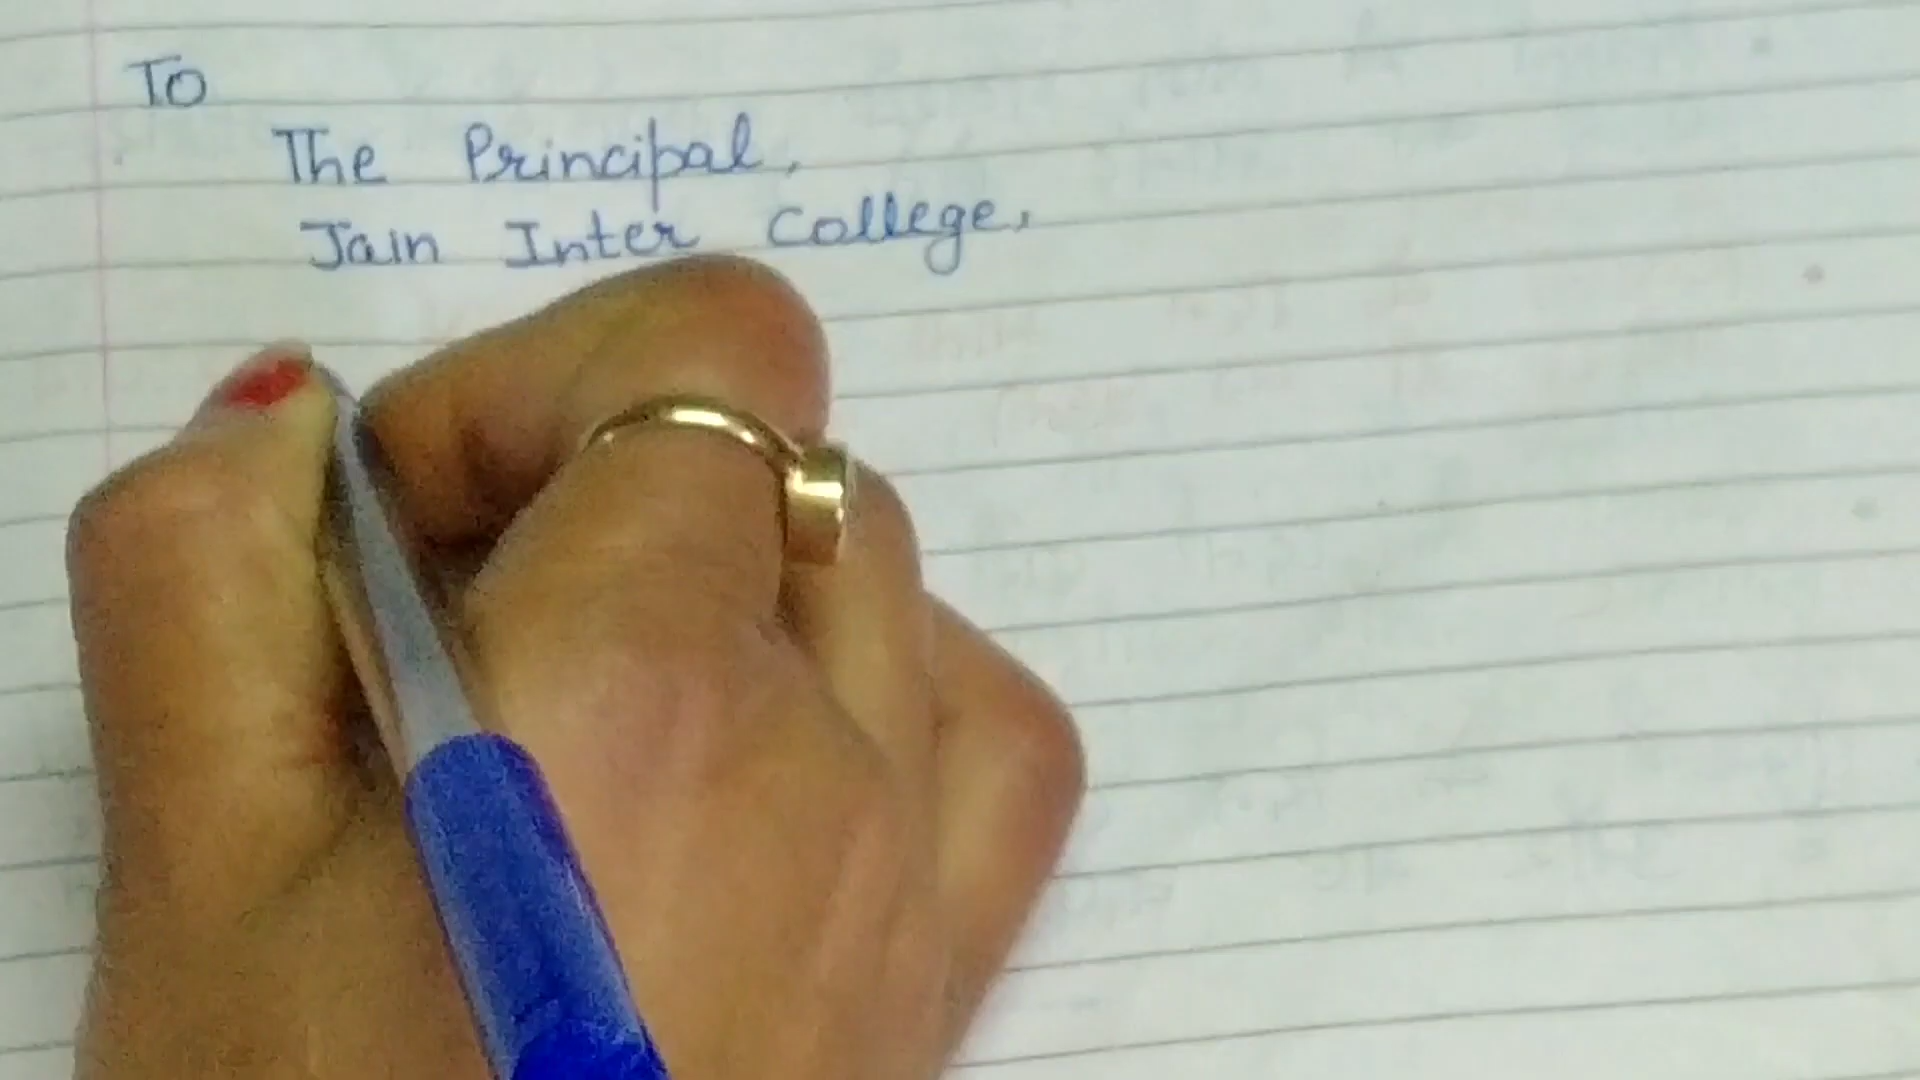 To
The Principal,
Jain Inter College,